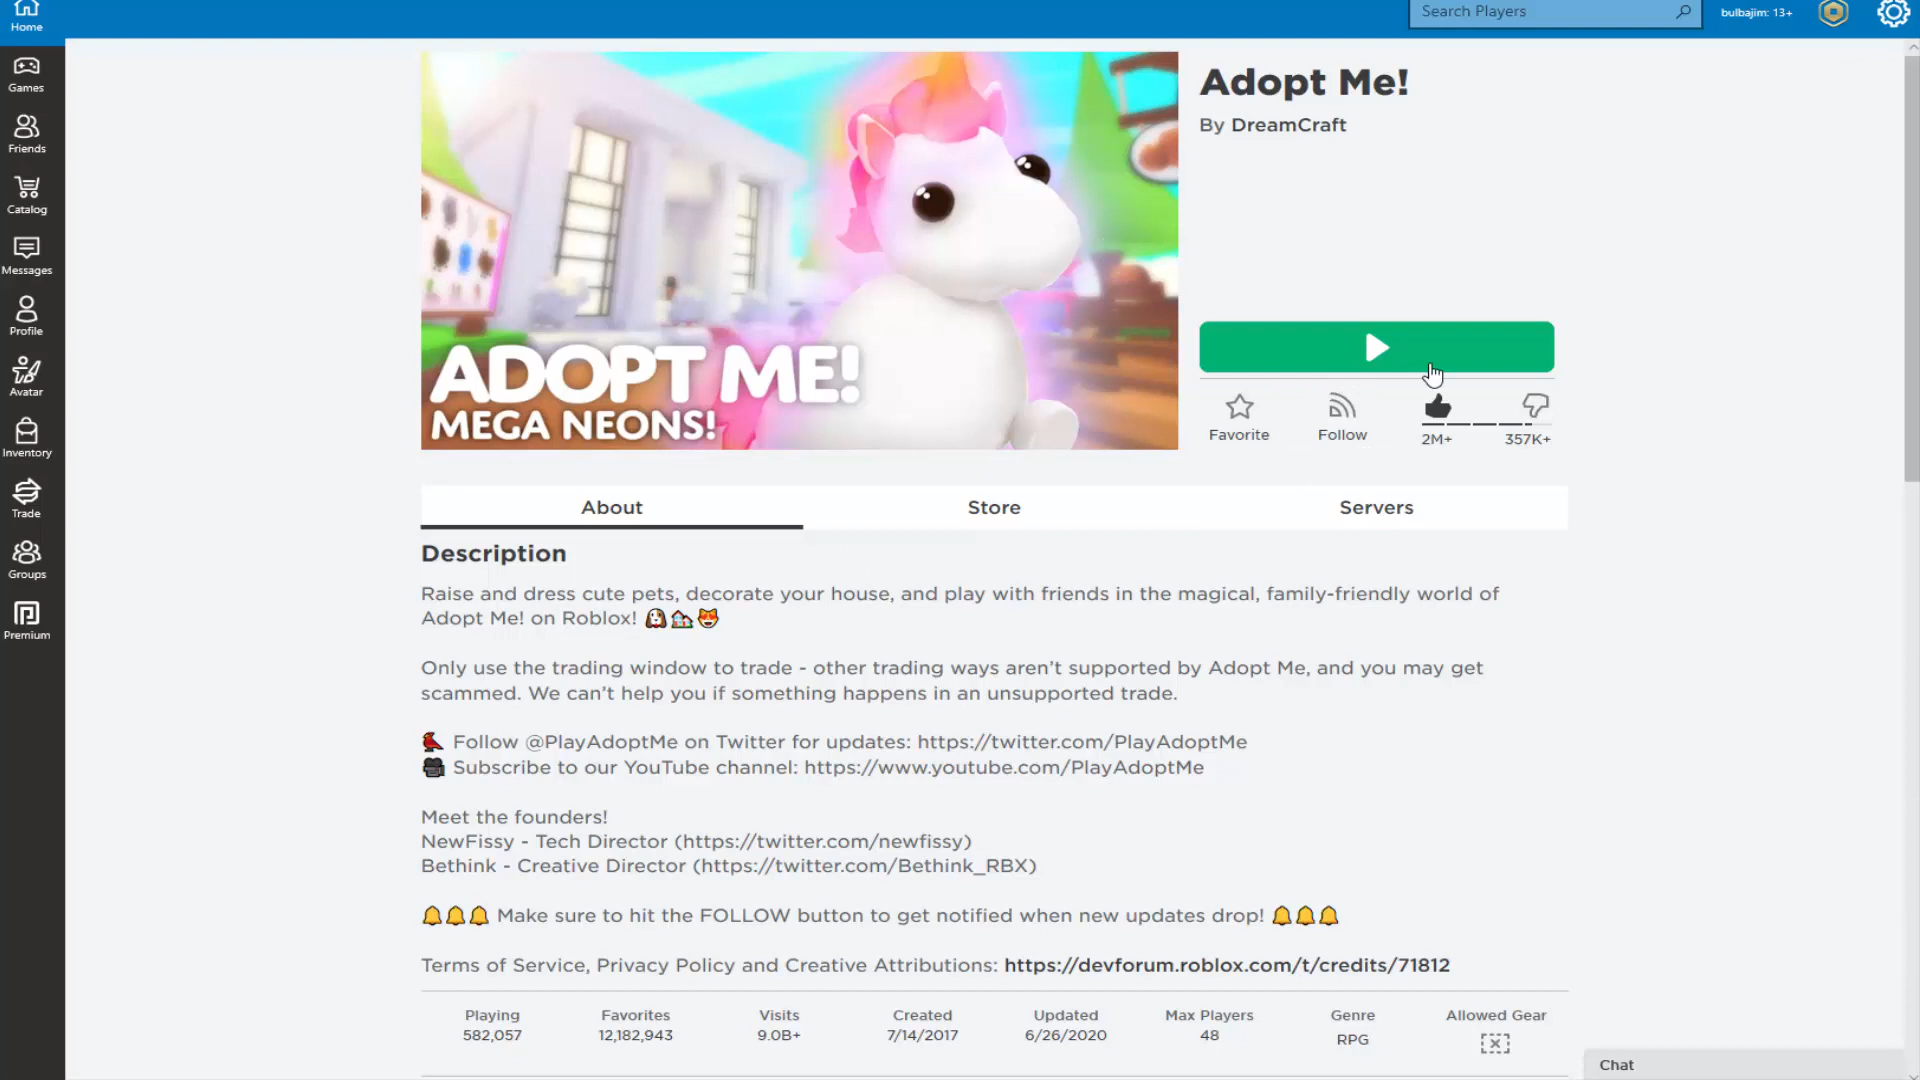 Home
Search Players
bulbajim: 13+
Games
Friends
Catalog
Messages
Profile
Avatar
Inventory
Trade
Groups
Premium
ADOPT ME!
MEGA NEONS!
Adopt Me!
By DreamCraft
Favorite
Follow
2M+
357K+
About
Store
Servers
Description
Raise and dress cute pets, decorate your house, and play with friends in the magical, family-friendly world of
Adopt Me! on Roblox! 🐶🏘️😻
Only use the trading window to trade - other trading ways aren’t supported by Adopt Me, and you may get
scammed. We can’t help you if something happens in an unsupported trade.
🐦 Follow @PlayAdoptMe on Twitter for updates: https://twitter.com/PlayAdoptMe
🎥 Subscribe to our YouTube channel: https://www.youtube.com/PlayAdoptMe
Meet the founders!
NewFissy - Tech Director (https://twitter.com/newfissy)
Bethink - Creative Director (https://twitter.com/Bethink_RBX)
🔔🔔🔔 Make sure to hit the FOLLOW button to get notified when new updates drop! 🔔🔔🔔
Terms of Service, Privacy Policy and Creative Attributions: https://devforum.roblox.com/t/credits/71812
Playing Favorites Visits Created Updated Max Players Genre Allowed Gear
582,057 12,182,943 9.0B+ 7/14/2017 6/26/2020 48 RPG
Chat